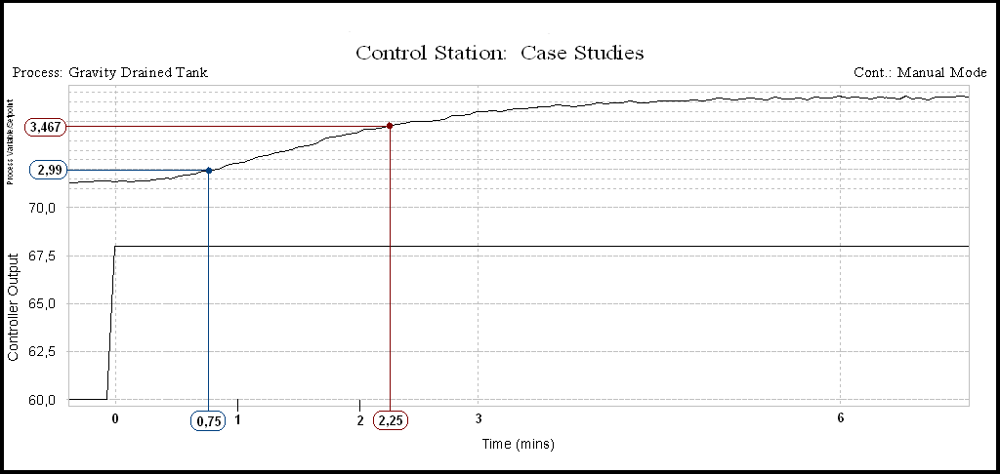 Control Station: Case Studies
Process: Gravity Drained Tank
Cont.: Manual Mode
Process Variable/Setpoint
3,467
2,99
70,0
67,5
65,0
62,5
60,0
Controller Output
0 0,75 1 2 2,25 3 6
Time (mins)